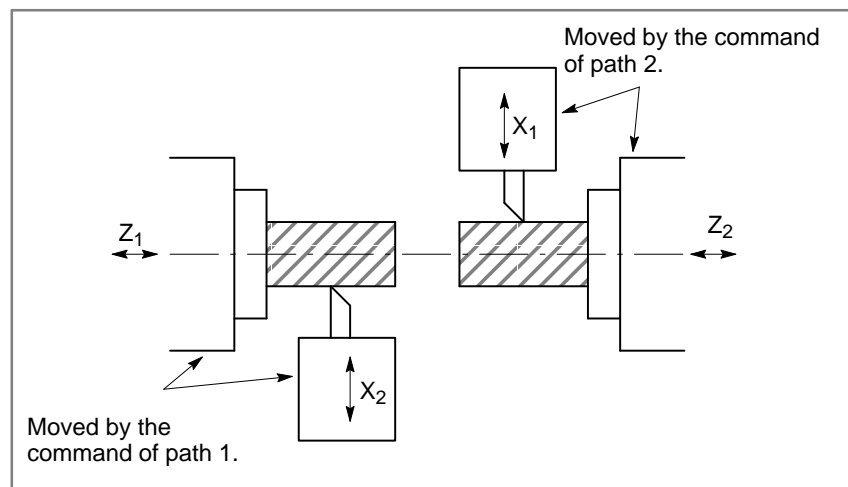 Moved by the command
of path 2.
X1
Z1
Z2
X2
Moved by the
command of path 1.